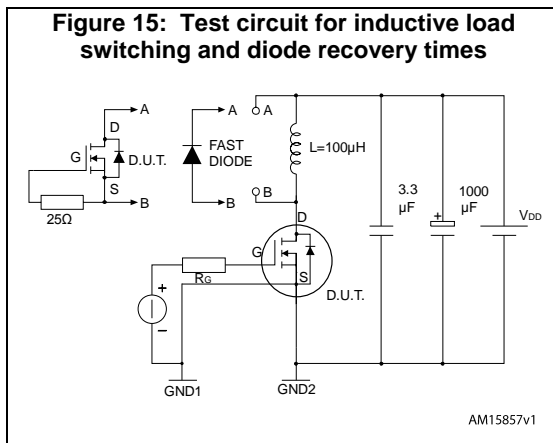 Figure 15: Test circuit for inductive load
switching and diode recovery times
A
D
G
D.U.T.
S
B
25Ω
A
FAST
DIODE
B
A
L=100µH
B
D
G
S
D.U.T.
RG
+
−
GND1
GND2
3.3
µF
+
1000
µF
VDD
AM15857v1